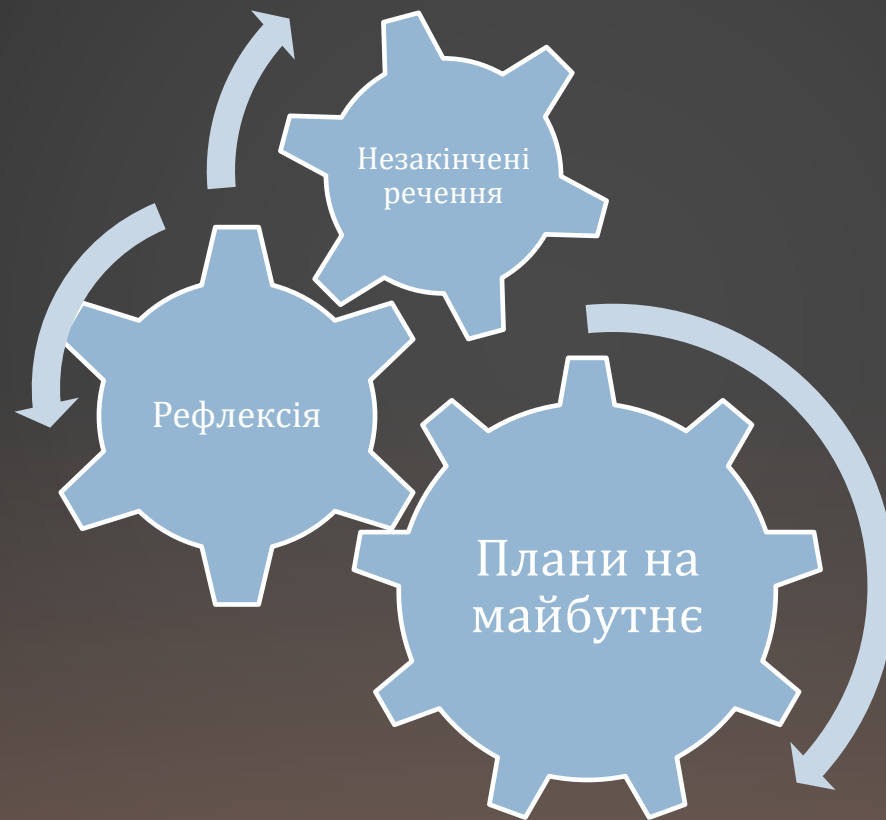 Незакінчені
речення
Рефлексія
Плани на
майбутнє